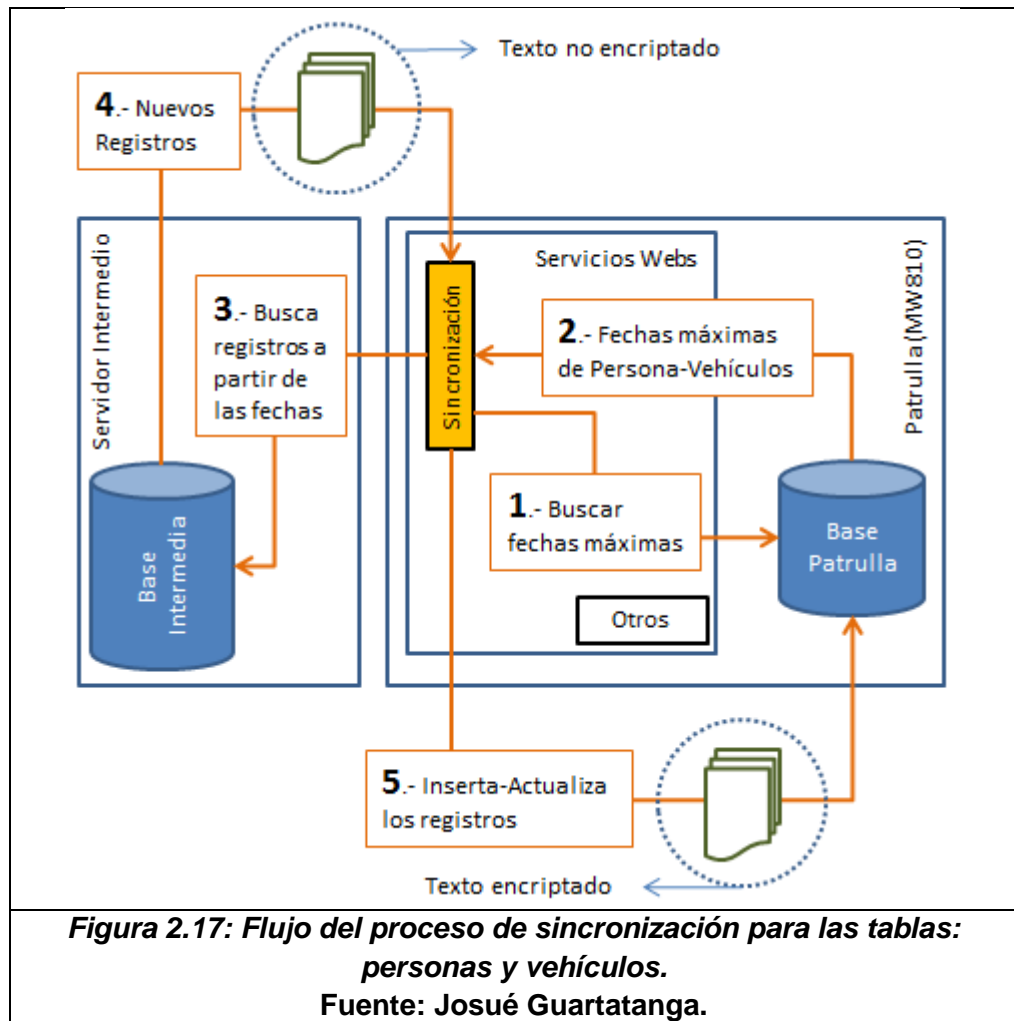 Texto no encriptado
4.- Nuevos
Registros
Servidor Intermedio
Servicios Webs
Patrulla (MW810)
3.- Busca
registros a
partir de
las fechas
Sincronización
2.- Fechas máximas
de Persona-Vehículos
1.- Buscar
fechas máximas
Base
Intermedia
Base
Patrulla
Otros
5.- Inserta-Actualiza
los registros
Texto encriptado
Figura 2.17: Flujo del proceso de sincronización para las tablas:
personas y vehículos.
Fuente: Josué Guartatanga.